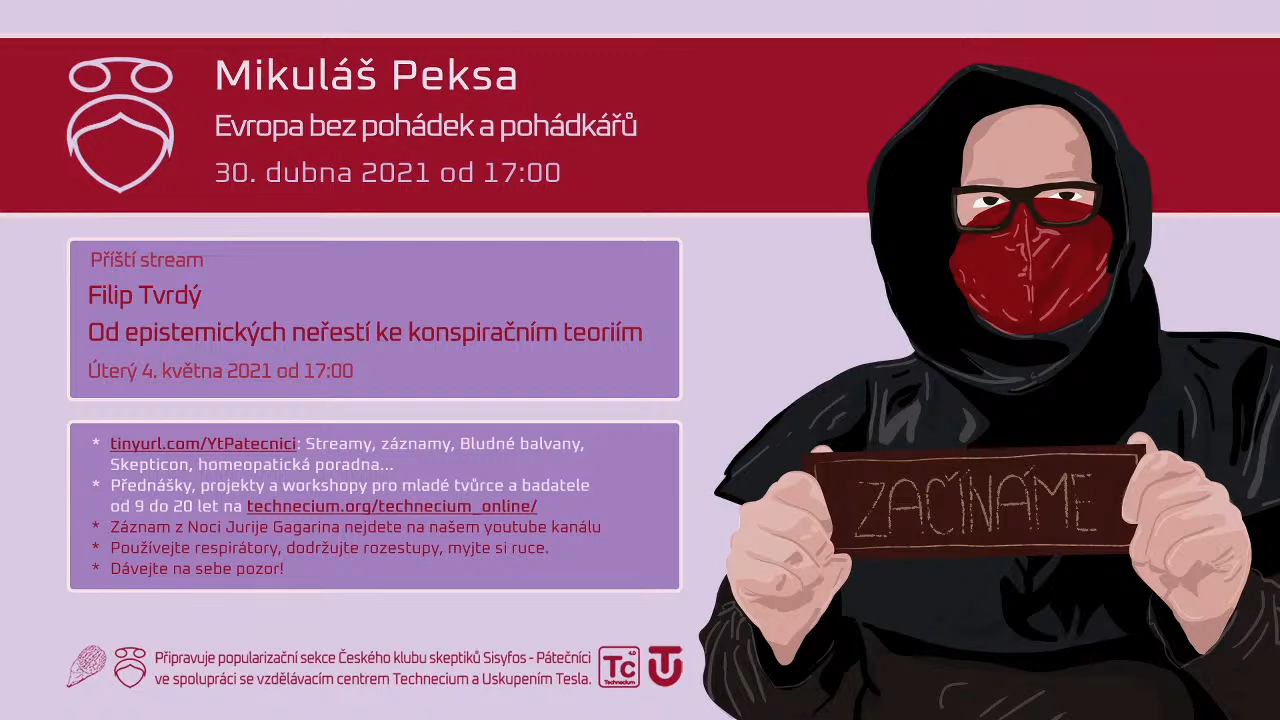 Mikuláš Peksa
Evropa bez pohádek a pohádkářů
30. dubna 2021 od 17:00
Příští stream
Filip Tvrdý
Od epistemických neřestí ke konspiračním teoriím
Úterý 4. května 2021 od 17:00
* tinyurl.com/YtPatecnici: Streamy, záznamy, Bludné balvany,
Skepticon, homeopatická poradna...
* Přednášky, projekty a workshopy pro mladé tvůrce a badatele
od 9 do 20 let na technecium.org/technecium_online/
* Záznam z Noci Jurije Gagarina nejdete na našem youtube kanálu
* Používejte respirátory, dodržujte rozestupy, myjte si ruce.
* Dávejte na sebe pozor!
ZAČÍNÁME
Připravuje popularizační sekce Českého klubu skeptiků Sisyfos - Pátečníci
ve spolupráci se vzdělávacím centrem Technecium a Uskupením Tesla.
4.0
Tc
Technecium